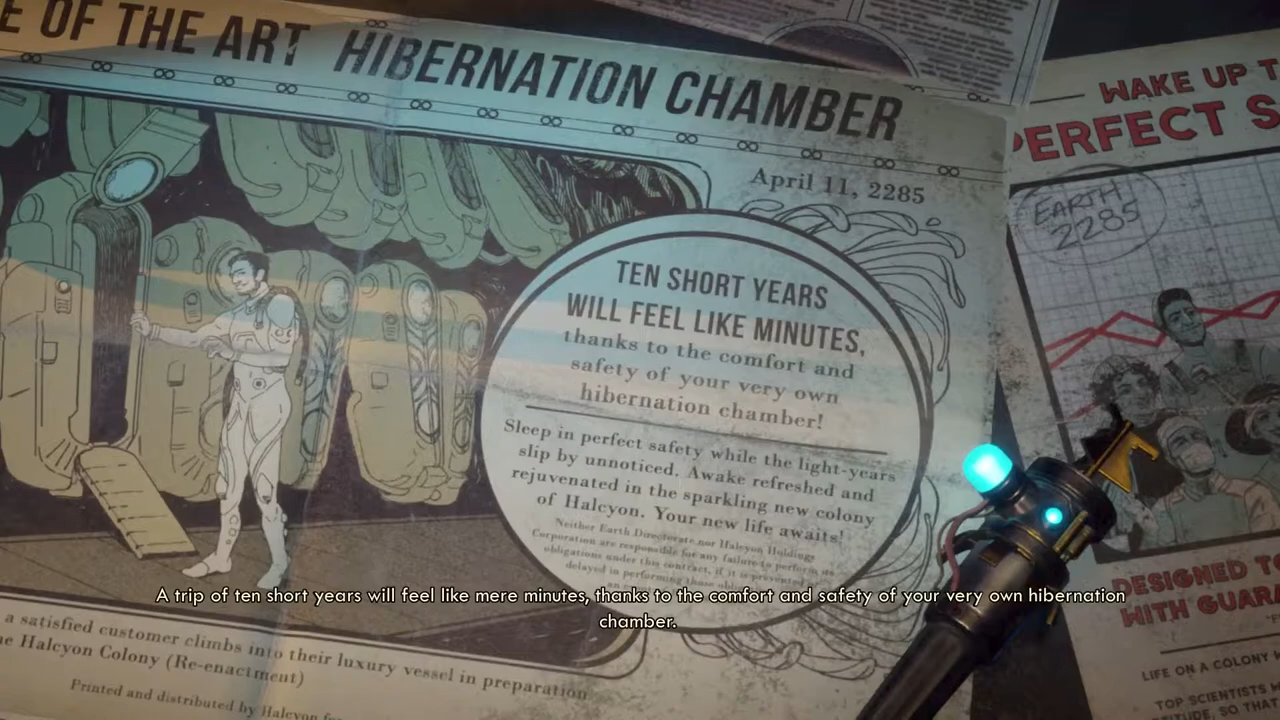 E OF THE ART HIBERNATION CHAMBER
April 11, 2285
TEN SHORT YEARS
WILL FEEL LIKE MINUTES,
thanks to the comfort and
safety of your very own
hibernation chamber!
Sleep in perfect safety while the light-years
slip by unnoticed. Awake refreshed and
rejuvenated in the sparkling new colony
of Halcyon. Your new life awaits!
Neither Earth Directorate nor Halcyon Holdings
Corporation are responsible for any failure to perform its
obligations under this contract, if it is prevented or
delayed in performing those
a satisfied customer climbs into their luxury vessel in preparation
Halcyon Colony (Re-enactment)
Printed and distributed by Halcyon
WAKE UP T
PERFECT S
EARTH
2285
DESIGNED TO
WITH GUARA
LIFE ON A COLONY
TOP SCIENTISTS
SO THAT
A trip of ten short years will feel like mere minutes, thanks to the comfort and safety of your very own hibernation
chamber.